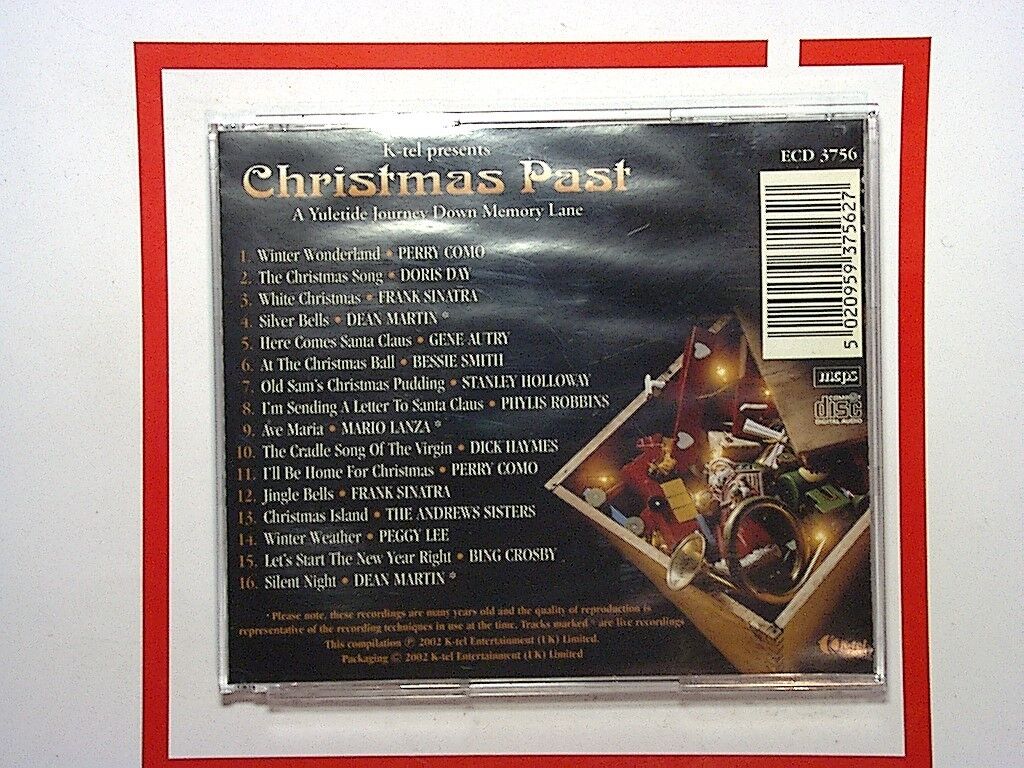 K-tel presents
Christmas Past
A Yuletide Journey Down Memory Lane
ECD 3756
5 020959 375627
mcps
COMPACT
disc
DIGITAL AUDIO
1. Winter Wonderland • PERRY COMO
2. The Christmas Song • DORIS DAY
3. White Christmas • FRANK SINATRA
4. Silver Bells • DEAN MARTIN *
5. Here Comes Santa Claus • GENE AUTRY
6. At The Christmas Ball • BESSIE SMITH
7. Old Sam's Christmas Pudding • STANLEY HOLLOWAY
8. I'm Sending A Letter To Santa Claus • PHYLIS ROBBINS
9. Ave Maria • MARIO LANZA *
10. The Cradle Song Of The Virgin • DICK HAYMES
11. I'll Be Home For Christmas • PERRY COMO
12. Jingle Bells • FRANK SINATRA
13. Christmas Island • THE ANDREWS SISTERS
14. Winter Weather • PEGGY LEE
15. Let's Start The New Year Right • BING CROSBY
16. Silent Night • DEAN MARTIN *
* Please note, these recordings are many years old and the quality of reproduction is
representative of the recording techniques in use at the time. Tracks marked * are live recordings
This compilation ℗ 2002 K-tel Entertainment (UK) Limited.
Packaging © 2002 K-tel Entertainment (UK) Limited